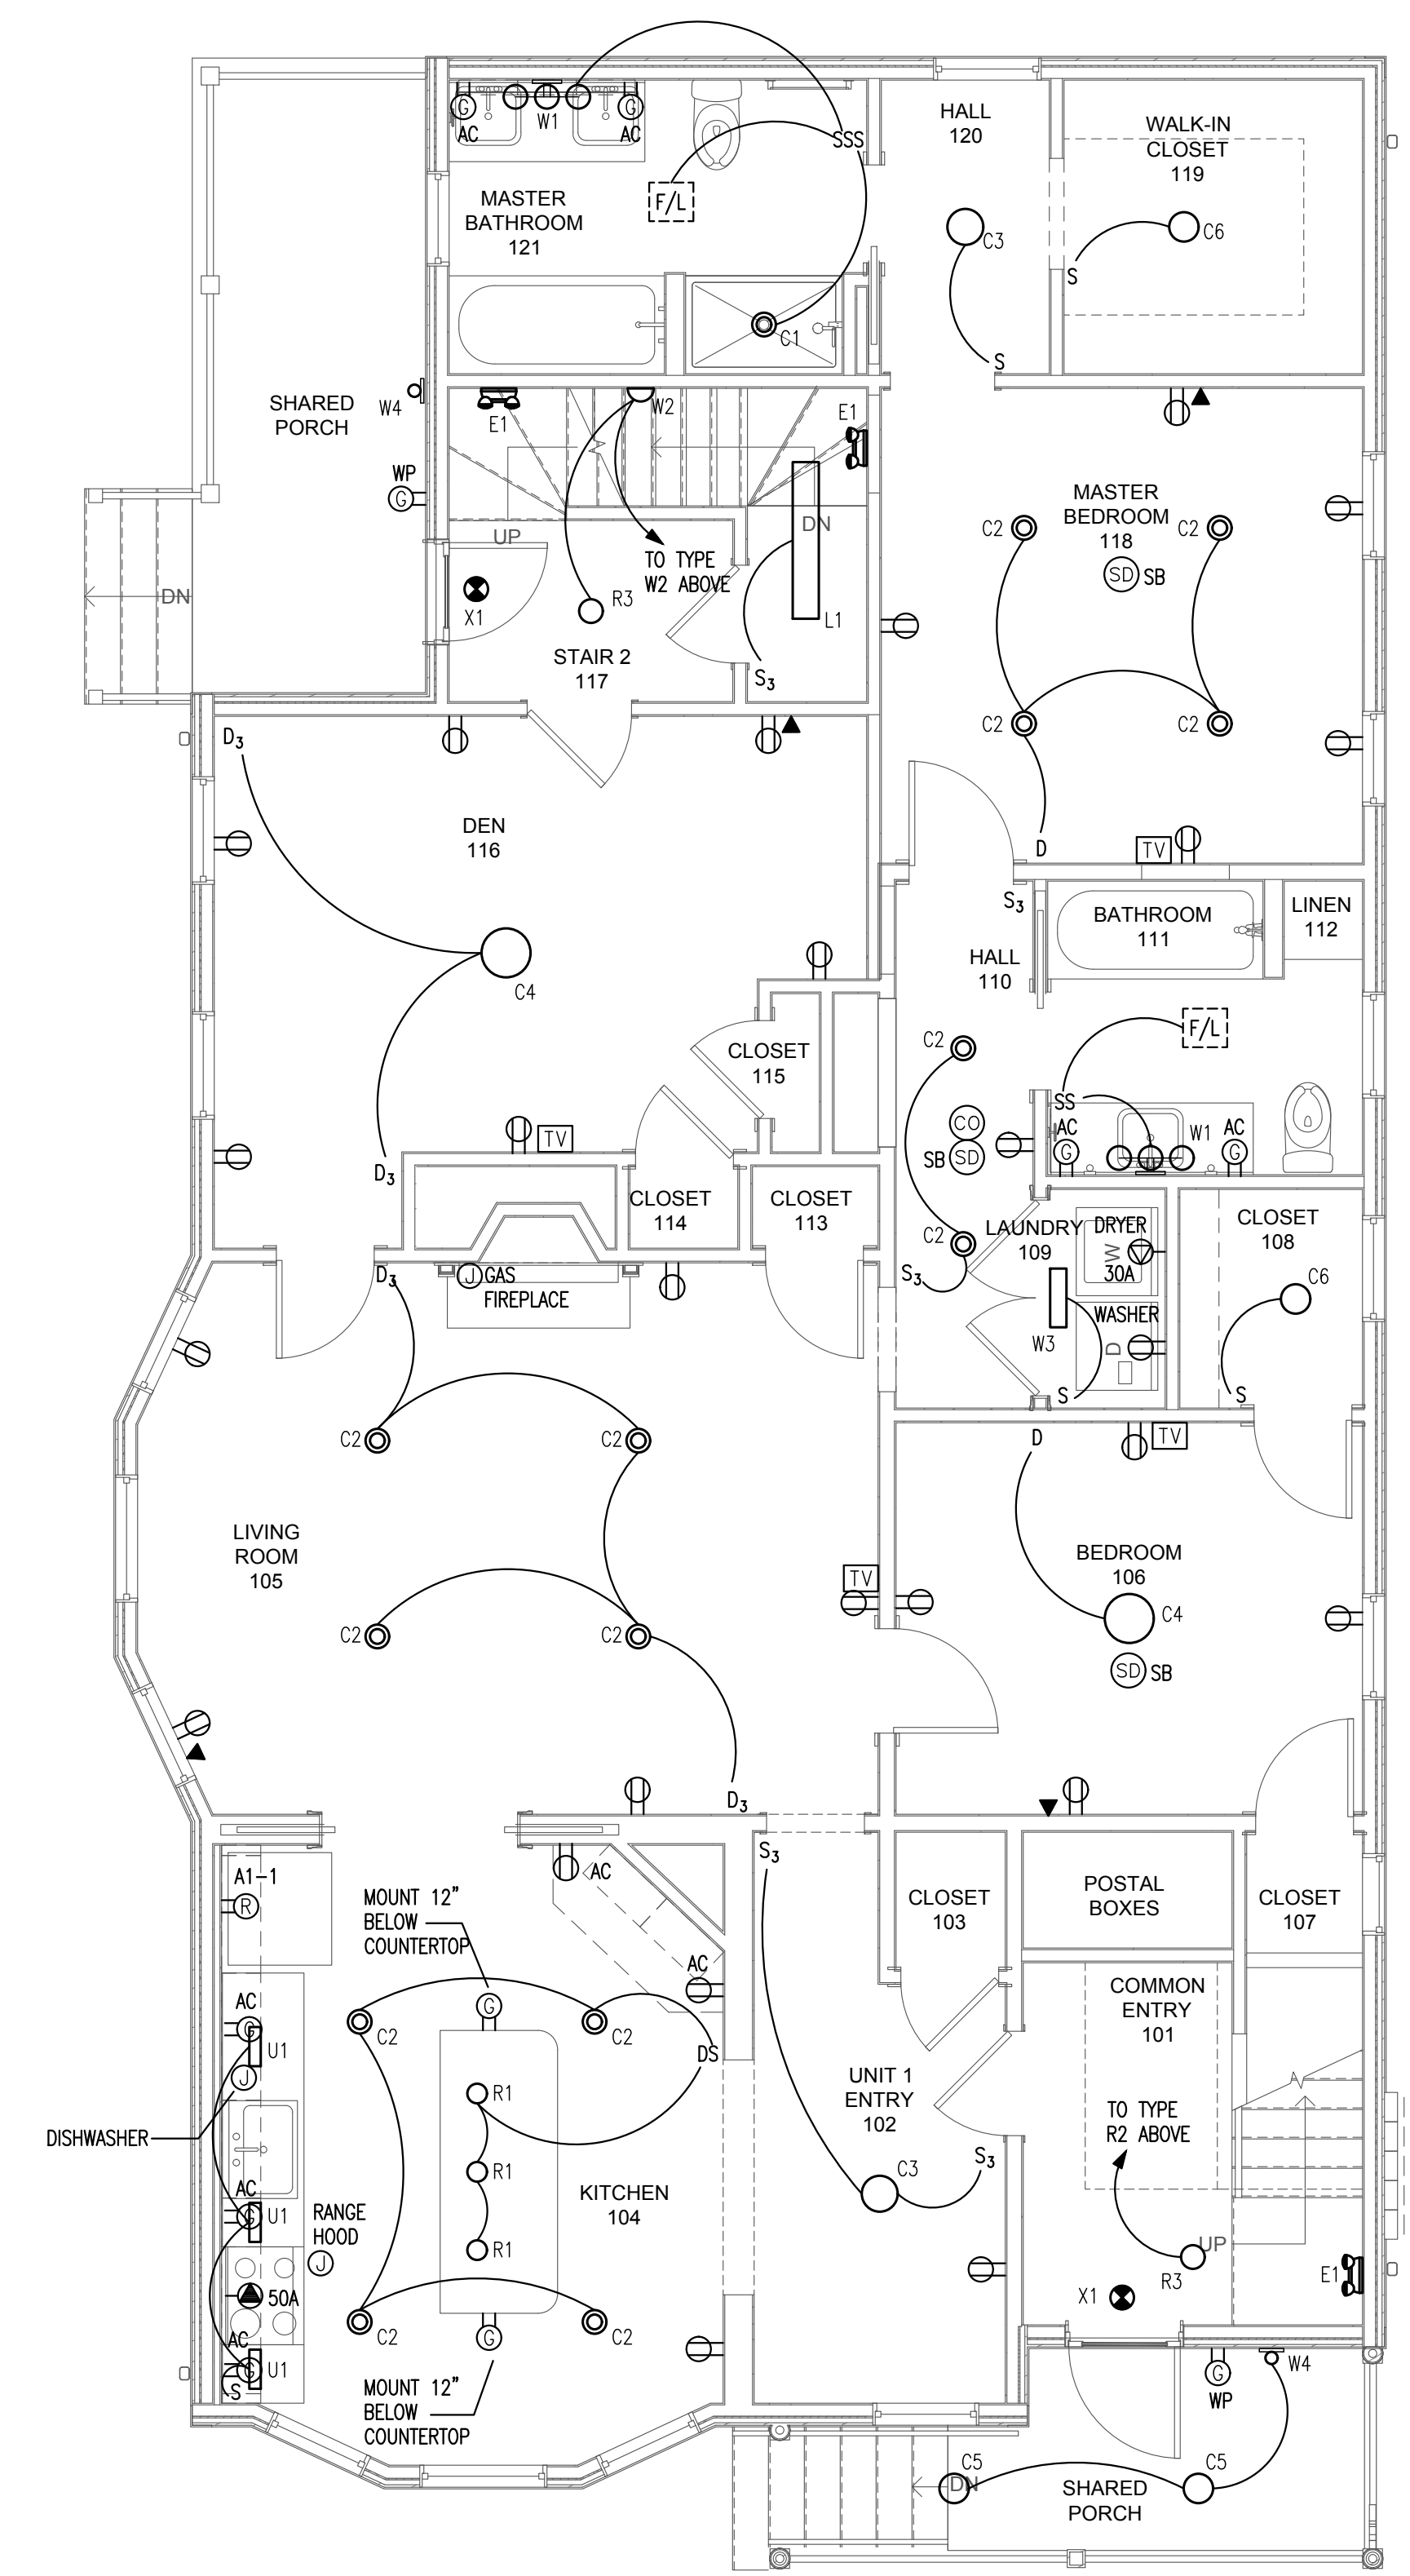 G
AC
W1
G
AC
SSS
HALL
120
WALK-IN
CLOSET
119
MASTER
BATHROOM
121
F/L
C3
C6
S
C1
S
SHARED
PORCH
W4
E1
W2
E1
WP
G
MASTER
BEDROOM
118
C2
C2
SD SB
UP
DN
TO TYPE
W2 ABOVE
X1
R3
L1
DN
STAIR 2
117
S3
C2
C2
D3
D
TV
DEN
116
S3
BATHROOM
111
LINEN
112
HALL
110
C4
F/L
C2
CLOSET
115
CO
SB SD
SS
AC
G
W1
AC
G
TV
D3
CLOSET
114
CLOSET
113
C2
LAUNDRY
109
DRYER
W
30A
CLOSET
108
S3
D3
J GAS
FIREPLACE
C6
WASHER
W3
D
S
S
C2
C2
D
TV
LIVING
ROOM
105
BEDROOM
106
TV
C4
C2
C2
SD SB
D3
S3
A1-1
R
AC
MOUNT 12"
BELOW
COUNTERTOP
CLOSET
103
POSTAL
BOXES
CLOSET
107
AC
AC
G
U1
G
C2
C2
DS
COMMON
ENTRY
101
J
R1
UNIT 1
ENTRY
102
TO TYPE
R2 ABOVE
DISHWASHER
R1
S3
C3
AC
G
U1
RANGE
HOOD
J
KITCHEN
104
R1
UP
R3
E1
X1
50A
C2
C2
G
AC
G
U1
S
MOUNT 12"
BELOW
COUNTERTOP
G
WP
W4
C5
DN
C5
SHARED
PORCH